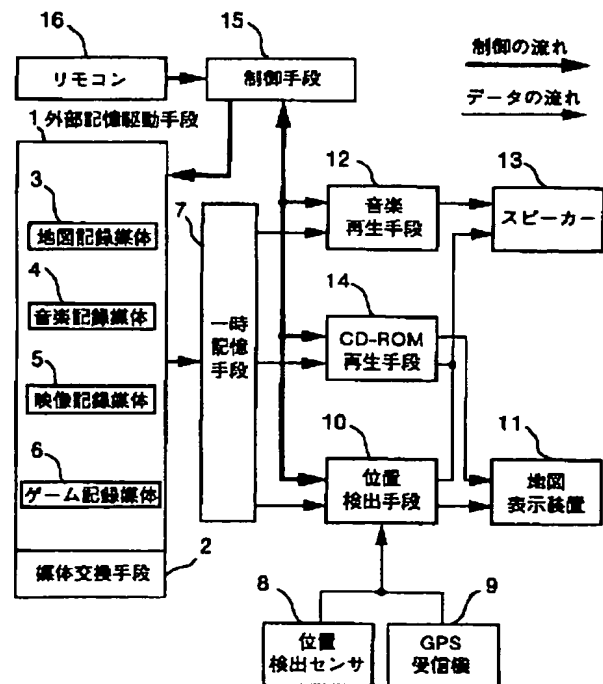 16
15
制御の流れ
リモコン
制御手段
データの流れ
1
外部記憶駆動手段
12
13
3
7
音楽
再生手段
スピーカー
地図記録媒体
4
14
音楽記録媒体
一時
記憶
手段
CD-ROM
再生手段
5
映像記録媒体
10
11
6
位置
検出手段
地図
表示装置
ゲーム記録媒体
2
媒体交換手段
8
9
位置
検出センサ
GPS
受信機